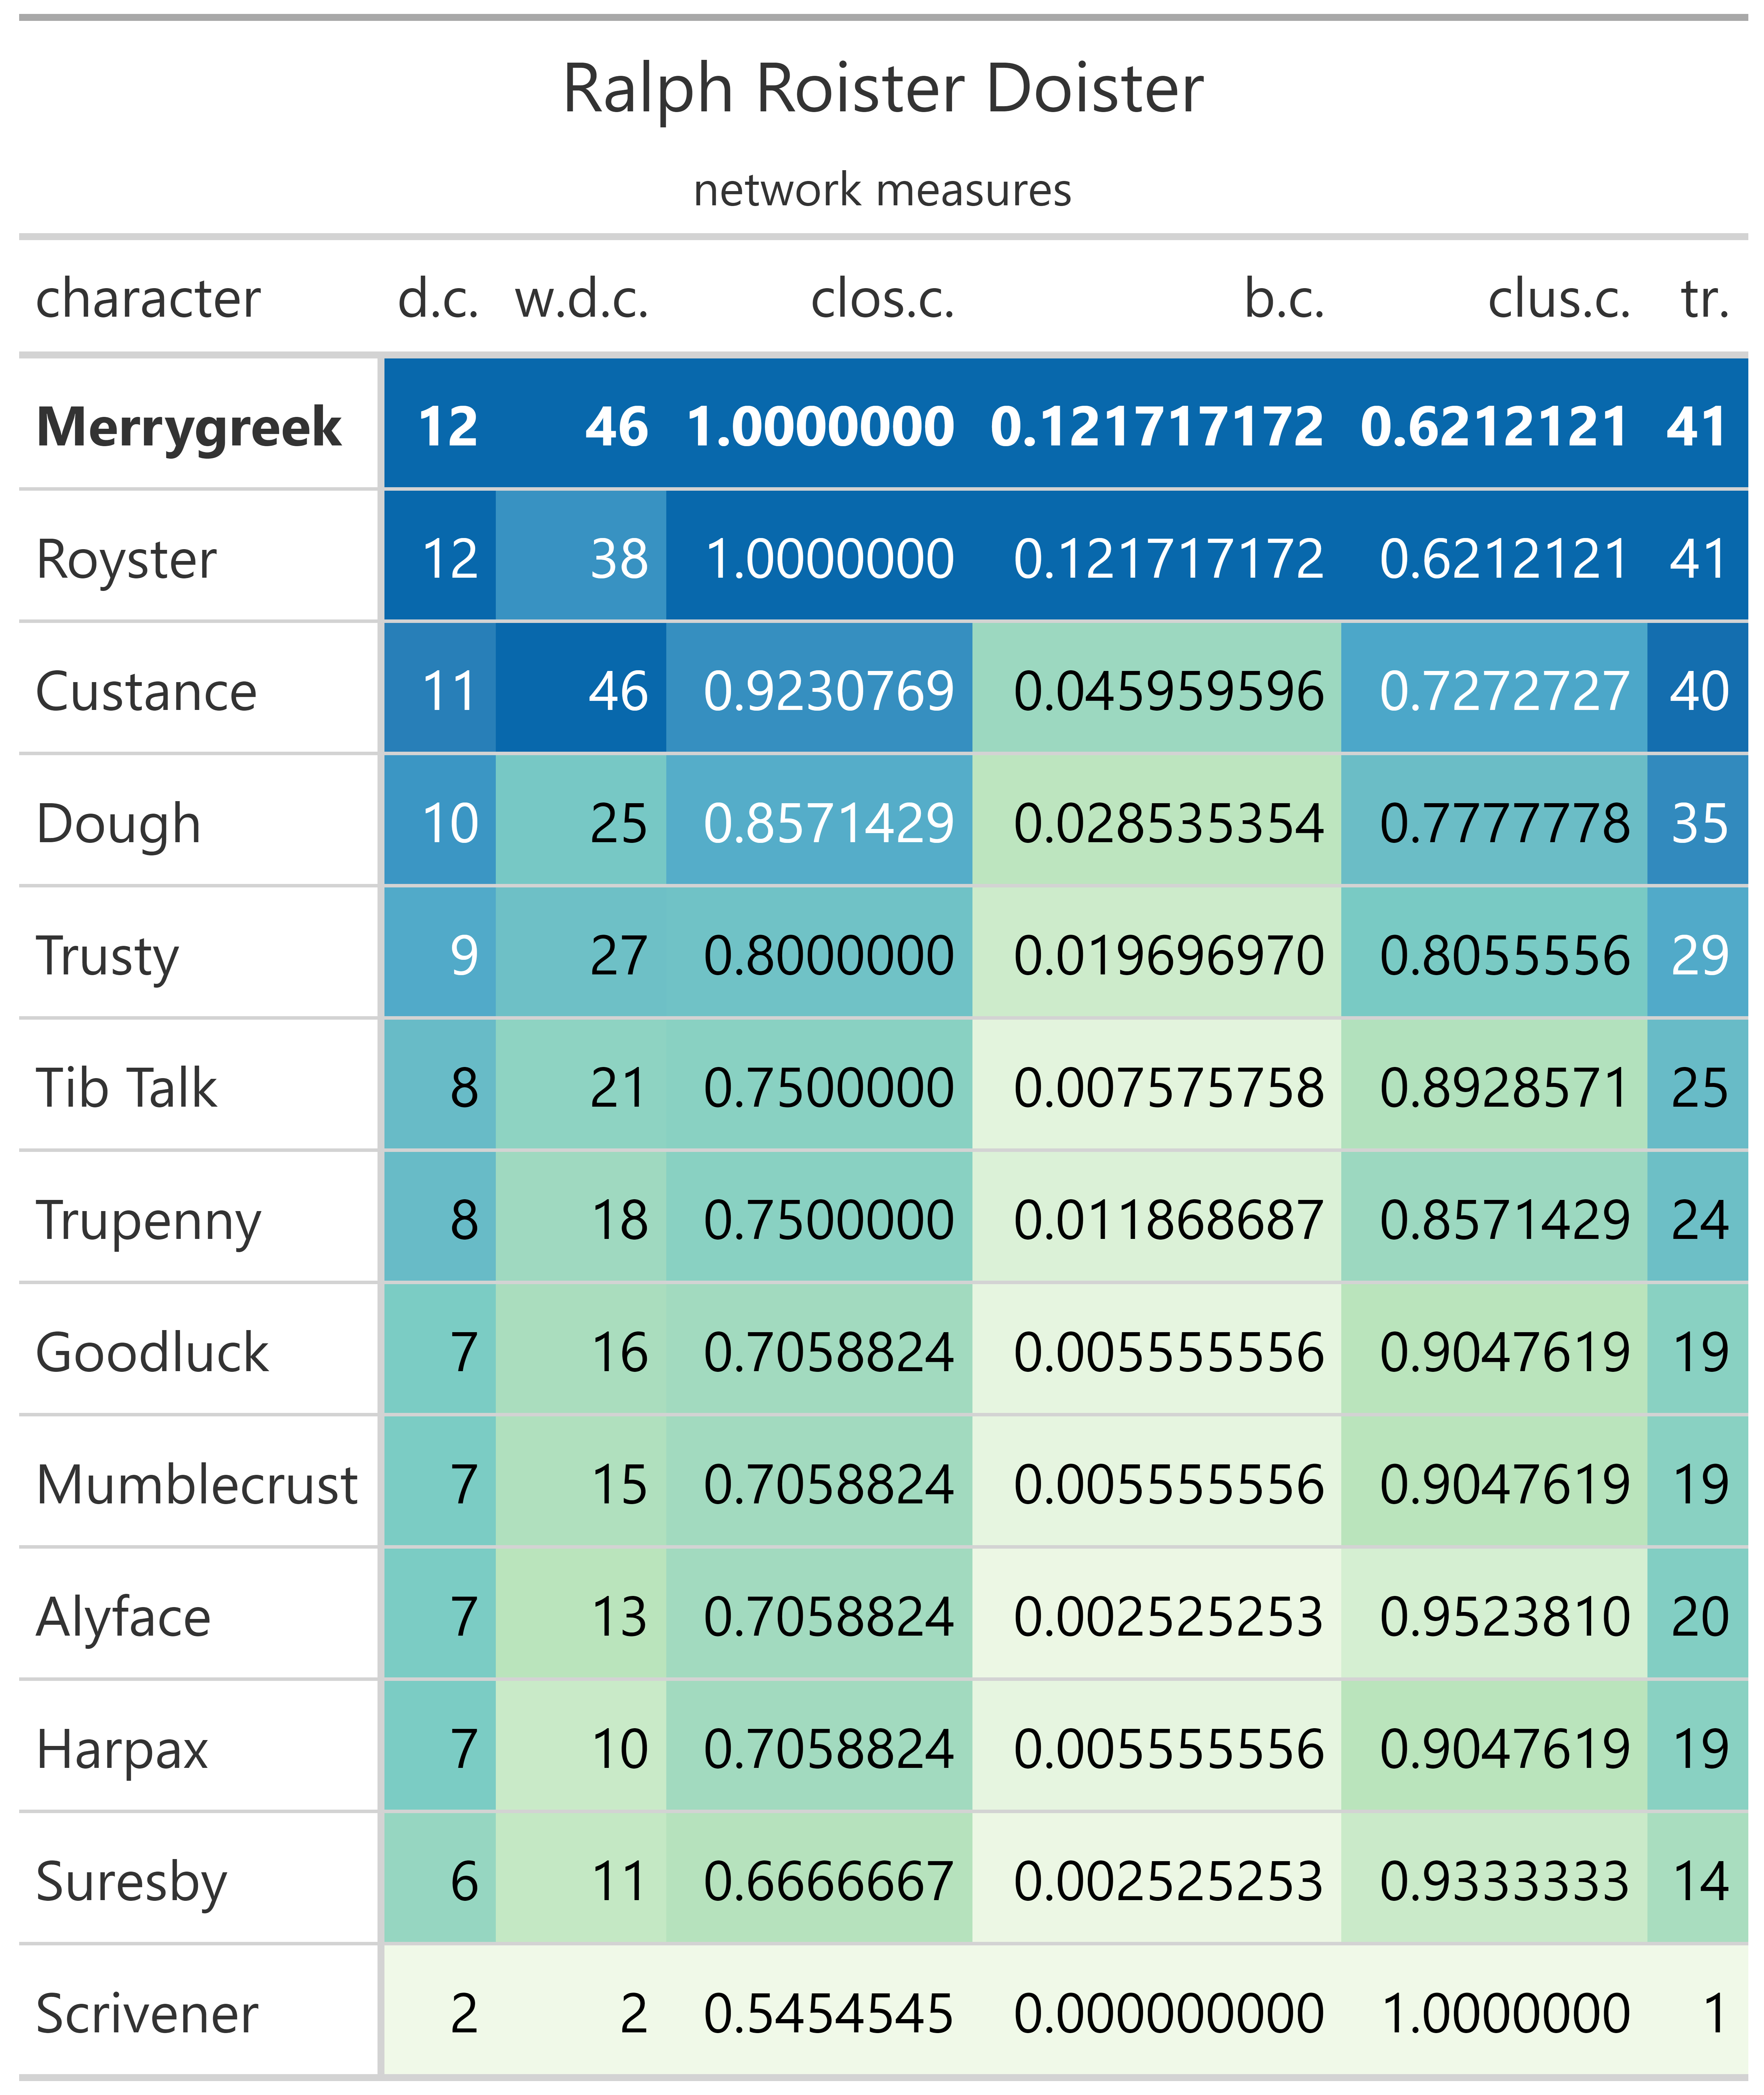 Ralph Roister Doister
network measures
character d.c. w.d.c. clos.c. b.c. clus.c. tr.
Merrygreek 12 46 1.0000000 0.121717172 0.6212121 41
Royster 12 38 1.0000000 0.121717172 0.6212121 41
Custance 11 46 0.9230769 0.045959596 0.7272727 40
Dough 10 25 0.8571429 0.028535354 0.7777778 35
Trusty 9 27 0.8000000 0.019696970 0.8055556 29
Tib Talk 8 21 0.7500000 0.007575758 0.8928571 25
Trupenny 8 18 0.7500000 0.011868687 0.8571429 24
Goodluck 7 16 0.7058824 0.005555556 0.9047619 19
Mumblecrust 7 15 0.7058824 0.005555556 0.9047619 19
Alyface 7 13 0.7058824 0.002525253 0.9523810 20
Harpax 7 10 0.7058824 0.005555556 0.9047619 19
Suresby 6 11 0.6666667 0.002525253 0.9333333 14
Scrivener 2 2 0.5454545 0.000000000 1.0000000 1